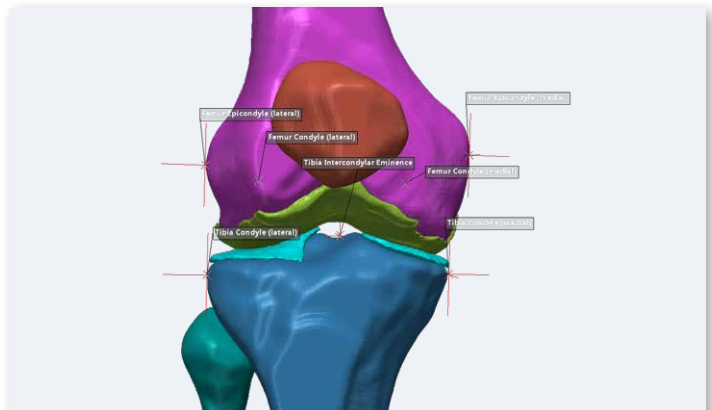 Femur Epicondyle (medial)
Femur Epicondyle (lateral)
Femur Condyle (lateral)
Tibia Intercondylar Eminence
Femur Condyle (medial)
Tibia Condyle (medial)
Tibia Condyle (lateral)